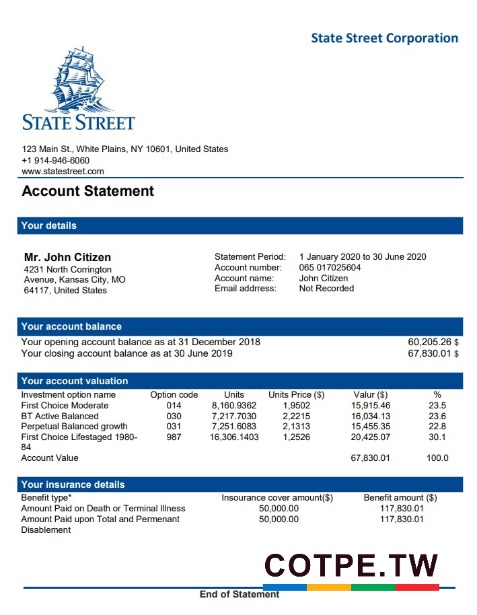 State Street Corporation
STATE STREET
123 Main St., White Plains, NY 10601, United States
+1 914-946-6060
www.statestreet.com
Account Statement
Your details
Mr. John Citizen
4231 North Corrington
Avenue, Kansas City, MO
64117, United States
Statement Period: 1 January 2020 to 30 June 2020
Account number: 065 017025604
Account name: John Citizen
Email addrress: Not Recorded
Your account balance
Your opening account balance as at 31 December 2018 60,205.26 $
Your closing account balance as at 30 June 2019 67,830.01 $
Your account valuation
Investment option name Option code Units Units Price ($) Valur ($) %
First Choice Moderate 014 8,160.9362 1,9502 15,915.46 23.5
BT Active Balanced 030 7,217.7030 2,2215 16,034.13 23.6
Perpetual Balanced growth 031 7,251.6083 2,1313 15,455.35 22.8
First Choice Lifestaged 1980- 987 16,306.1403 1,2526 20,425.07 30.1
84
Account Value 67,830.01 100.0
Your insurance details
Benefit type* Inssurance cover amount($) Benefit amount ($)
Amount Paid on Death or Terminal Illness 50,000.00 117,830.01
Amount Paid upon Total and Permenant 50,000.00 117,830.01
Disablement
COTPE.TW
End of Statement